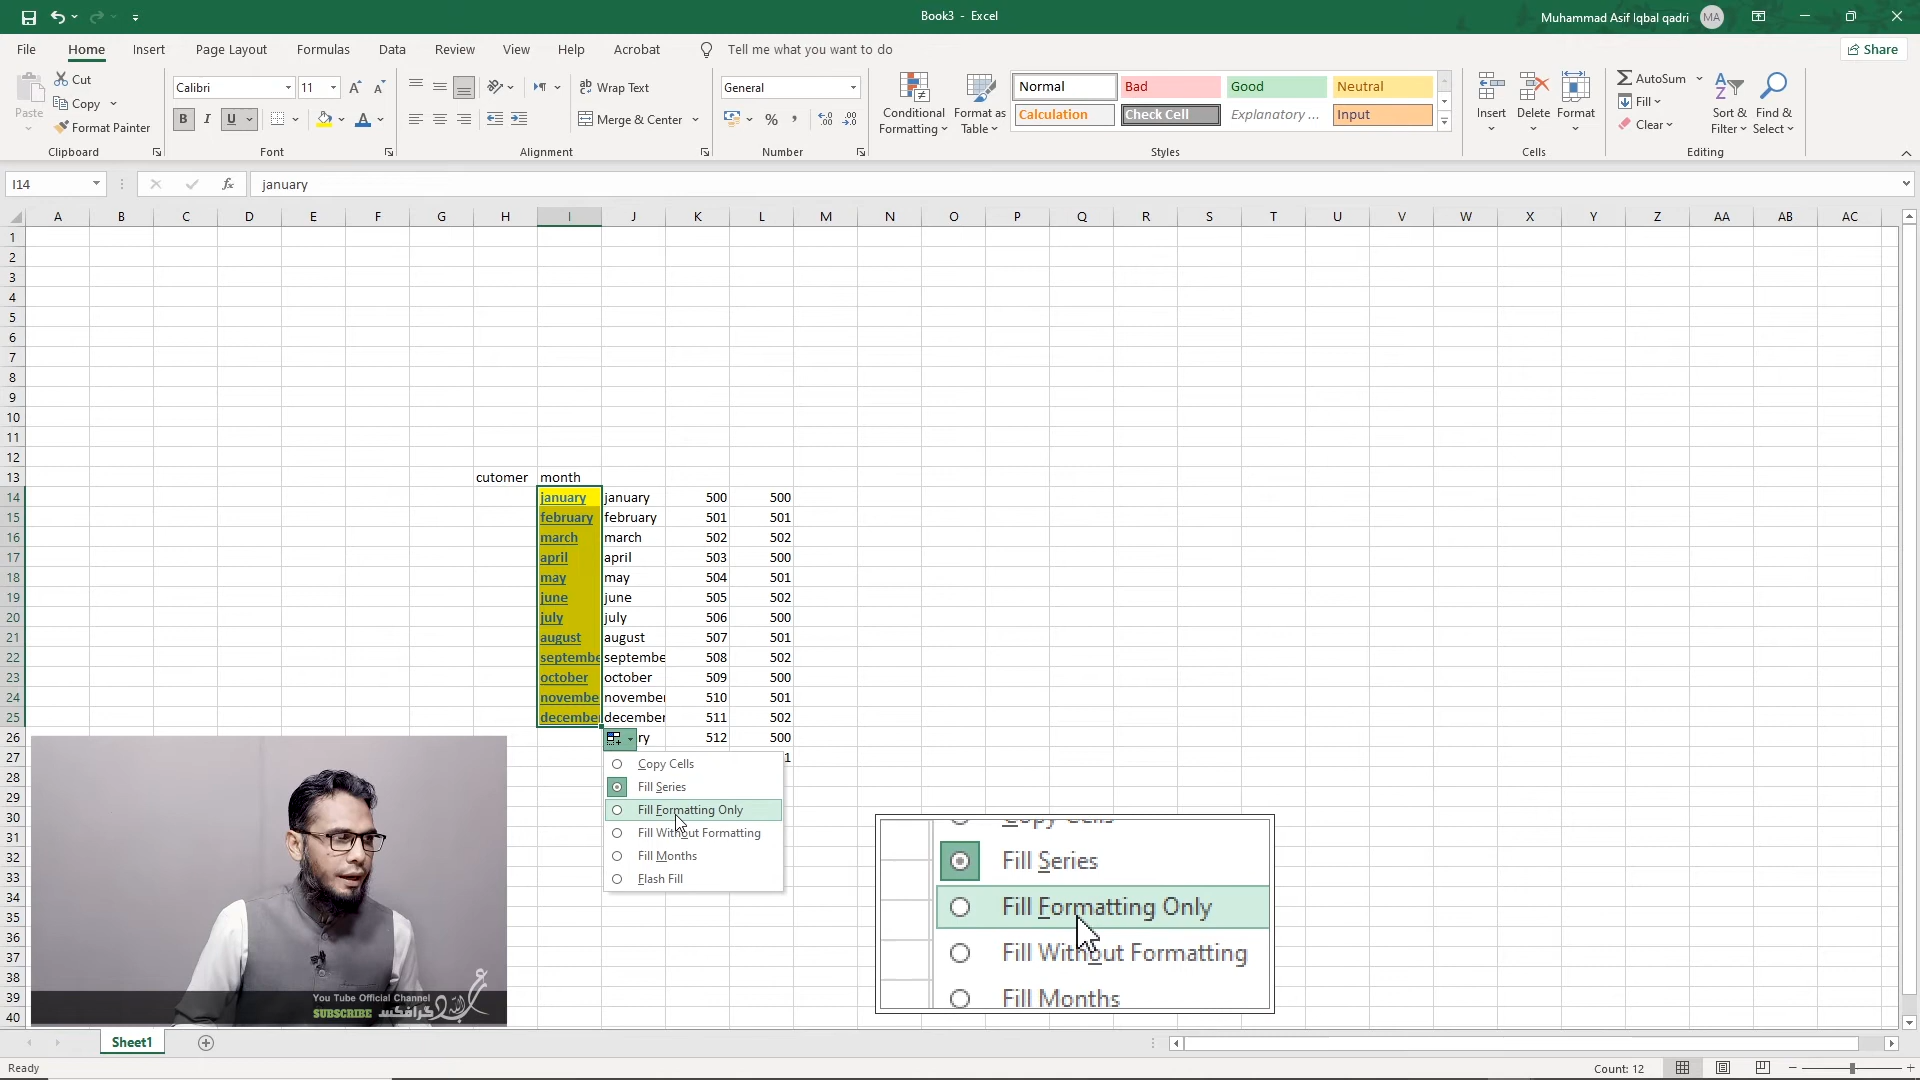 Book3 - Excel
Muhammad Asif Iqbal qadri MA
File Home Insert Page Layout Formulas Data Review View Help Acrobat Tell me what you want to do Share
Paste
Cut
Copy
Format Painter
Calibri 11
B I U
Wrap Text
Merge & Center
General
Conditional Formatting
Format as Table
Normal Bad Good Neutral
Calculation Check Cell Explanatory ... Input
Insert Delete Format
AutoSum
Fill
Clear
Sort & Filter
Find & Select
Clipboard Font Alignment Number Styles Cells Editing
I14 fx january
A B C D E F G H I J K L M N O P Q R S T U V W X Y Z AA AB AC
1
2
3
4
5
6
7
8
9
10
11
12
13 cutomer month
14 january january 500 500
15 february february 501 501
16 march march 502 502
17 april april 503 500
18 may may 504 501
19 june june 505 502
20 july july 506 500
21 august august 507 501
22 septembe septembe 508 502
23 october october 509 500
24 novembe november 510 501
25 december december 511 502
26 ry 512 500
27 1
28
29
30
31
32
33
34
35
36
37
38
39
40
Copy Cells
Fill Series
Fill Formatting Only
Fill Without Formatting
Fill Months
Flash Fill
Copy Cells
Fill Series
Fill Formatting Only
Fill Without Formatting
Fill Months
You Tube Official Channel
SUBSCRIBE گرافکس
Sheet1
Ready Count: 12